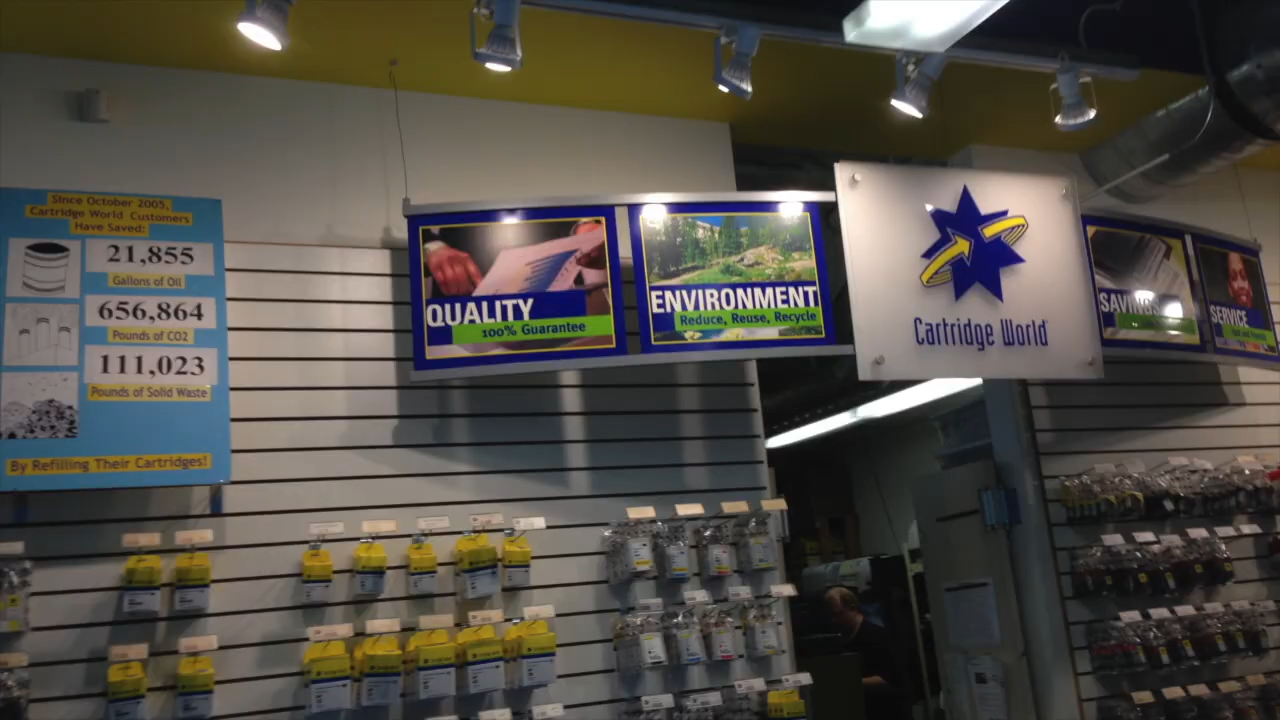 Since October 2005,
Cartridge World Customers
Have Saved:
21,855
Gallons of Oil
656,864
Pounds of CO2
111,023
Pounds of Solid Waste
By Refilling Their Cartridges!
QUALITY
100% Guarantee
ENVIRONMENT
Reduce, Reuse, Recycle
Cartridge World
SAVINGS
SERVICE